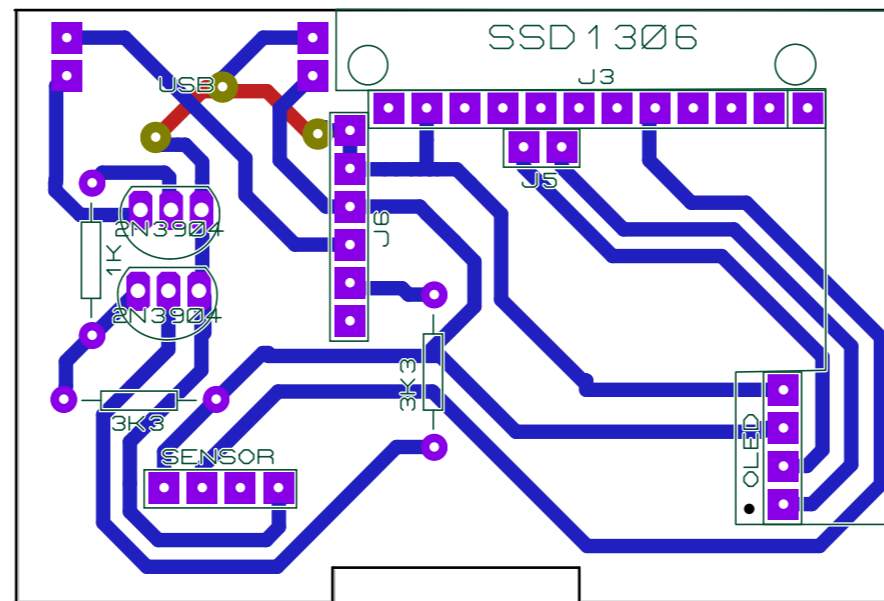 SSD1306
J3
USB
J5
J6
2N3904
1K
2N3904
3K3
3K3
SENSOR
OLED